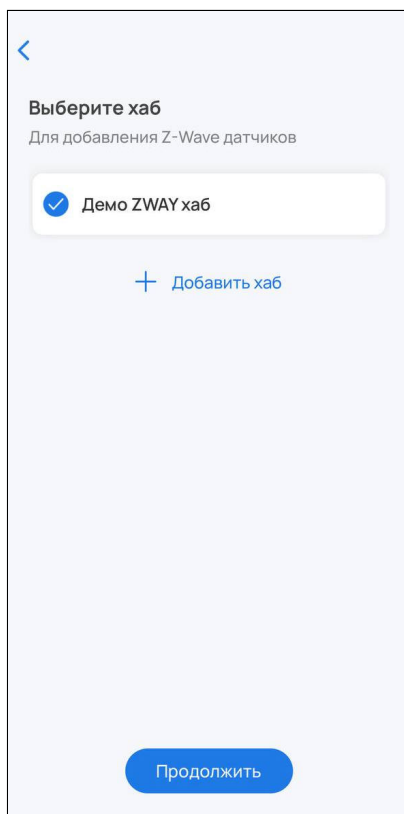 Выберите хаб
Для добавления Z-Wave датчиков
Демо ZWAY хаб
Добавить хаб
Продолжить